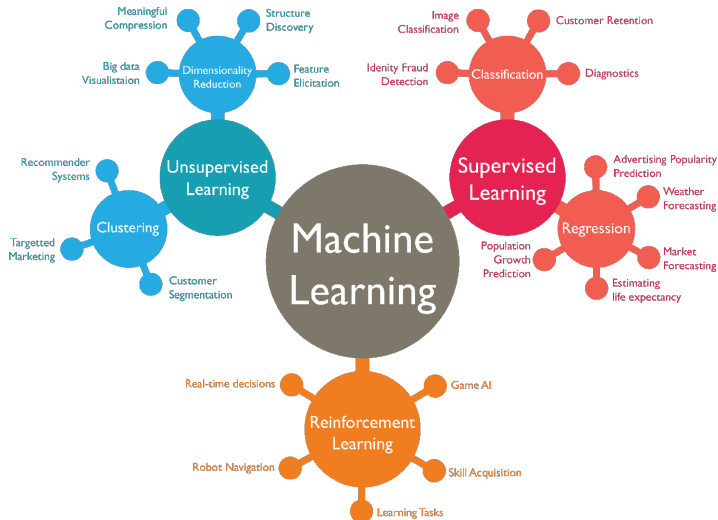 Meaningful
Compression
Structure
Discovery
Big data
Visualistaion
Dimensionality
Reduction
Feature
Elicitation
Unsupervised
Learning
Recommender
Systems
Clustering
Targetted
Marketing
Customer
Segmentation
Image
Classification
Customer Retention
Idenity Fraud
Detection
Classification
Diagnostics
Supervised
Learning
Advertising Popularity
Prediction
Weather
Forecasting
Regression
Population
Growth
Prediction
Market
Forecasting
Estimating
life expectancy
Machine
Learning
Real-time decisions
Game AI
Reinforcement
Learning
Robot Navigation
Skill Acquisition
Learning Tasks